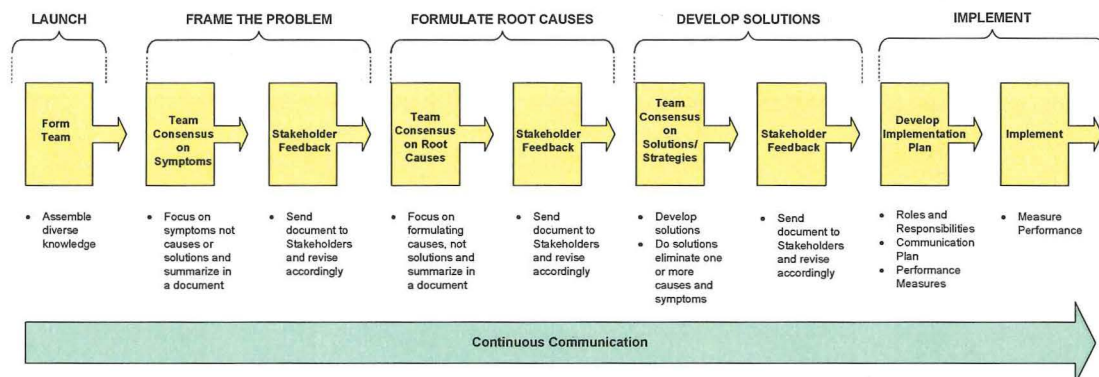 LAUNCH
FRAME THE PROBLEM
FORMULATE ROOT CAUSES
DEVELOP SOLUTIONS
IMPLEMENT
Form
Team
Team
Consensus
on
Symptoms
Stakeholder
Feedback
Team
Consensus
on Root
Causes
Stakeholder
Feedback
Team
Consensus
on
Solutions/
Strategies
Stakeholder
Feedback
Develop
Implementation
Plan
Implement
• Assemble
diverse
knowledge
• Focus on
symptoms not
causes or
solutions and
summarize in
a document
• Send
document to
Stakeholders
and revise
accordingly
• Focus on
formulating
causes, not
solutions and
summarize in
a document
• Send
document to
Stakeholders
and revise
accordingly
• Develop
solutions
• Do solutions
eliminate one
or more
causes and
symptoms
• Send
document to
Stakeholders
and revise
accordingly
• Roles and
Responsibilities
• Communication
Plan
• Performance
Measures
• Measure
Performance
Continuous Communication